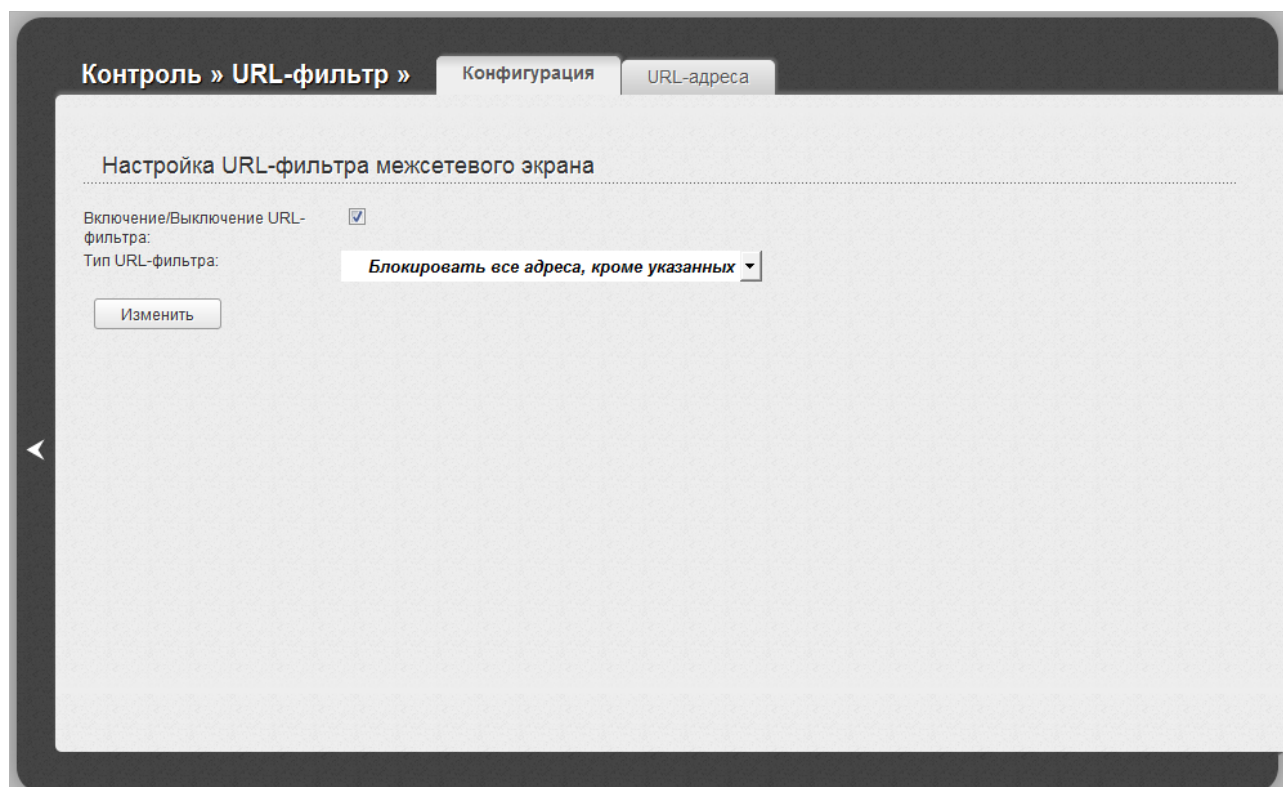 Контроль » URL-фильтр »
Конфигурация
URL-адреса
Настройка URL-фильтра межсетевого экрана
Включение/Выключение URL-
фильтра:
Тип URL-фильтра:
Блокировать все адреса, кроме указанных
Изменить